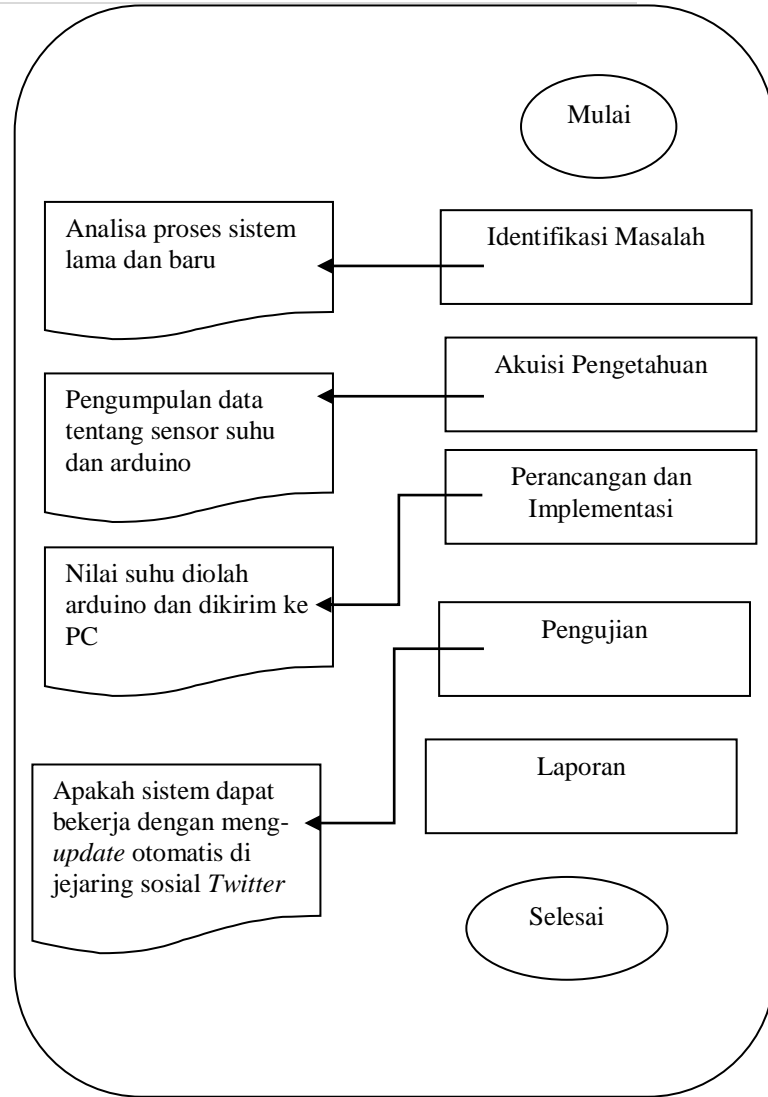 Mulai
Identifikasi Masalah
Analisa proses sistem
lama dan baru
Akuisi Pengetahuan
Pengumpulan data
tentang sensor suhu
dan arduino
Perancangan dan
Implementasi
Nilai suhu diolah
arduino dan dikirim ke
PC
Pengujian
Apakah sistem dapat
bekerja dengan meng-
update otomatis di
jejaring sosial Twitter
Laporan
Selesai